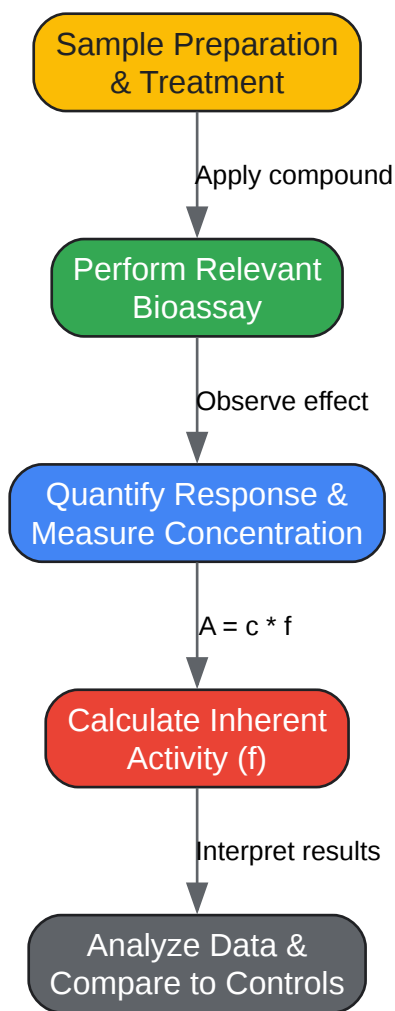 Sample Preparation
& Treatment
Apply compound
Perform Relevant
Bioassay
Observe effect
Quantify Response &
Measure Concentration
A = c * f
Calculate Inherent
Activity (f)
Interpret results
Analyze Data &
Compare to Controls